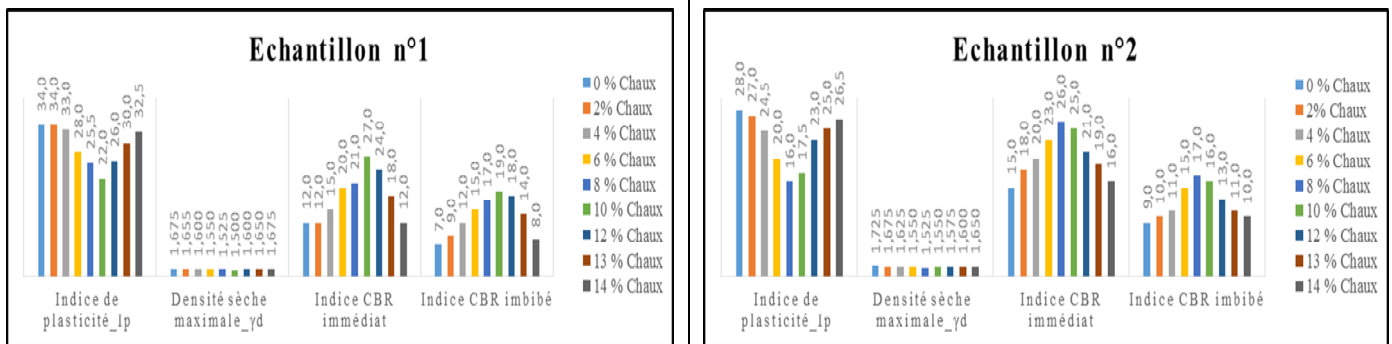 Echantillon n°1
34,0 34,0 33,0 28,0 25,5 22,0 26,0 30,0 32,5
1,675 1,655 1,600 1,550 1,525 1,500 1,600 1,650 1,675
12,0 12,0 15,0 20,0 21,0 27,0 24,0 18,0 12,0
7,0 9,0 12,0 15,0 17,0 19,0 18,0 14,0 8,0
Indice de
plasticité_Ip
Densité sèche
maximale_γd
Indice CBR
immédiat
Indice CBR imbibé
0 % Chaux
2% Chaux
4 % Chaux
6 % Chaux
8 % Chaux
10 % Chaux
12 % Chaux
13 % Chaux
14 % Chaux
Echantillon n°2
28,0 27,0 24,5 20,0 16,0 17,5 23,0 25,0 26,5
1,725 1,675 1,625 1,550 1,525 1,550 1,575 1,600 1,650
15,0 18,0 20,0 23,0 26,0 25,0 21,0 19,0 16,0
9,0 10,0 11,0 15,0 17,0 16,0 13,0 11,0 10,0
Indice de
plasticité_Ip
Densité sèche
maximale_γd
Indice CBR
immédiat
Indice CBR imbibé
0 % Chaux
2% Chaux
4 % Chaux
6 % Chaux
8 % Chaux
10 % Chaux
12 % Chaux
13 % Chaux
14 % Chaux